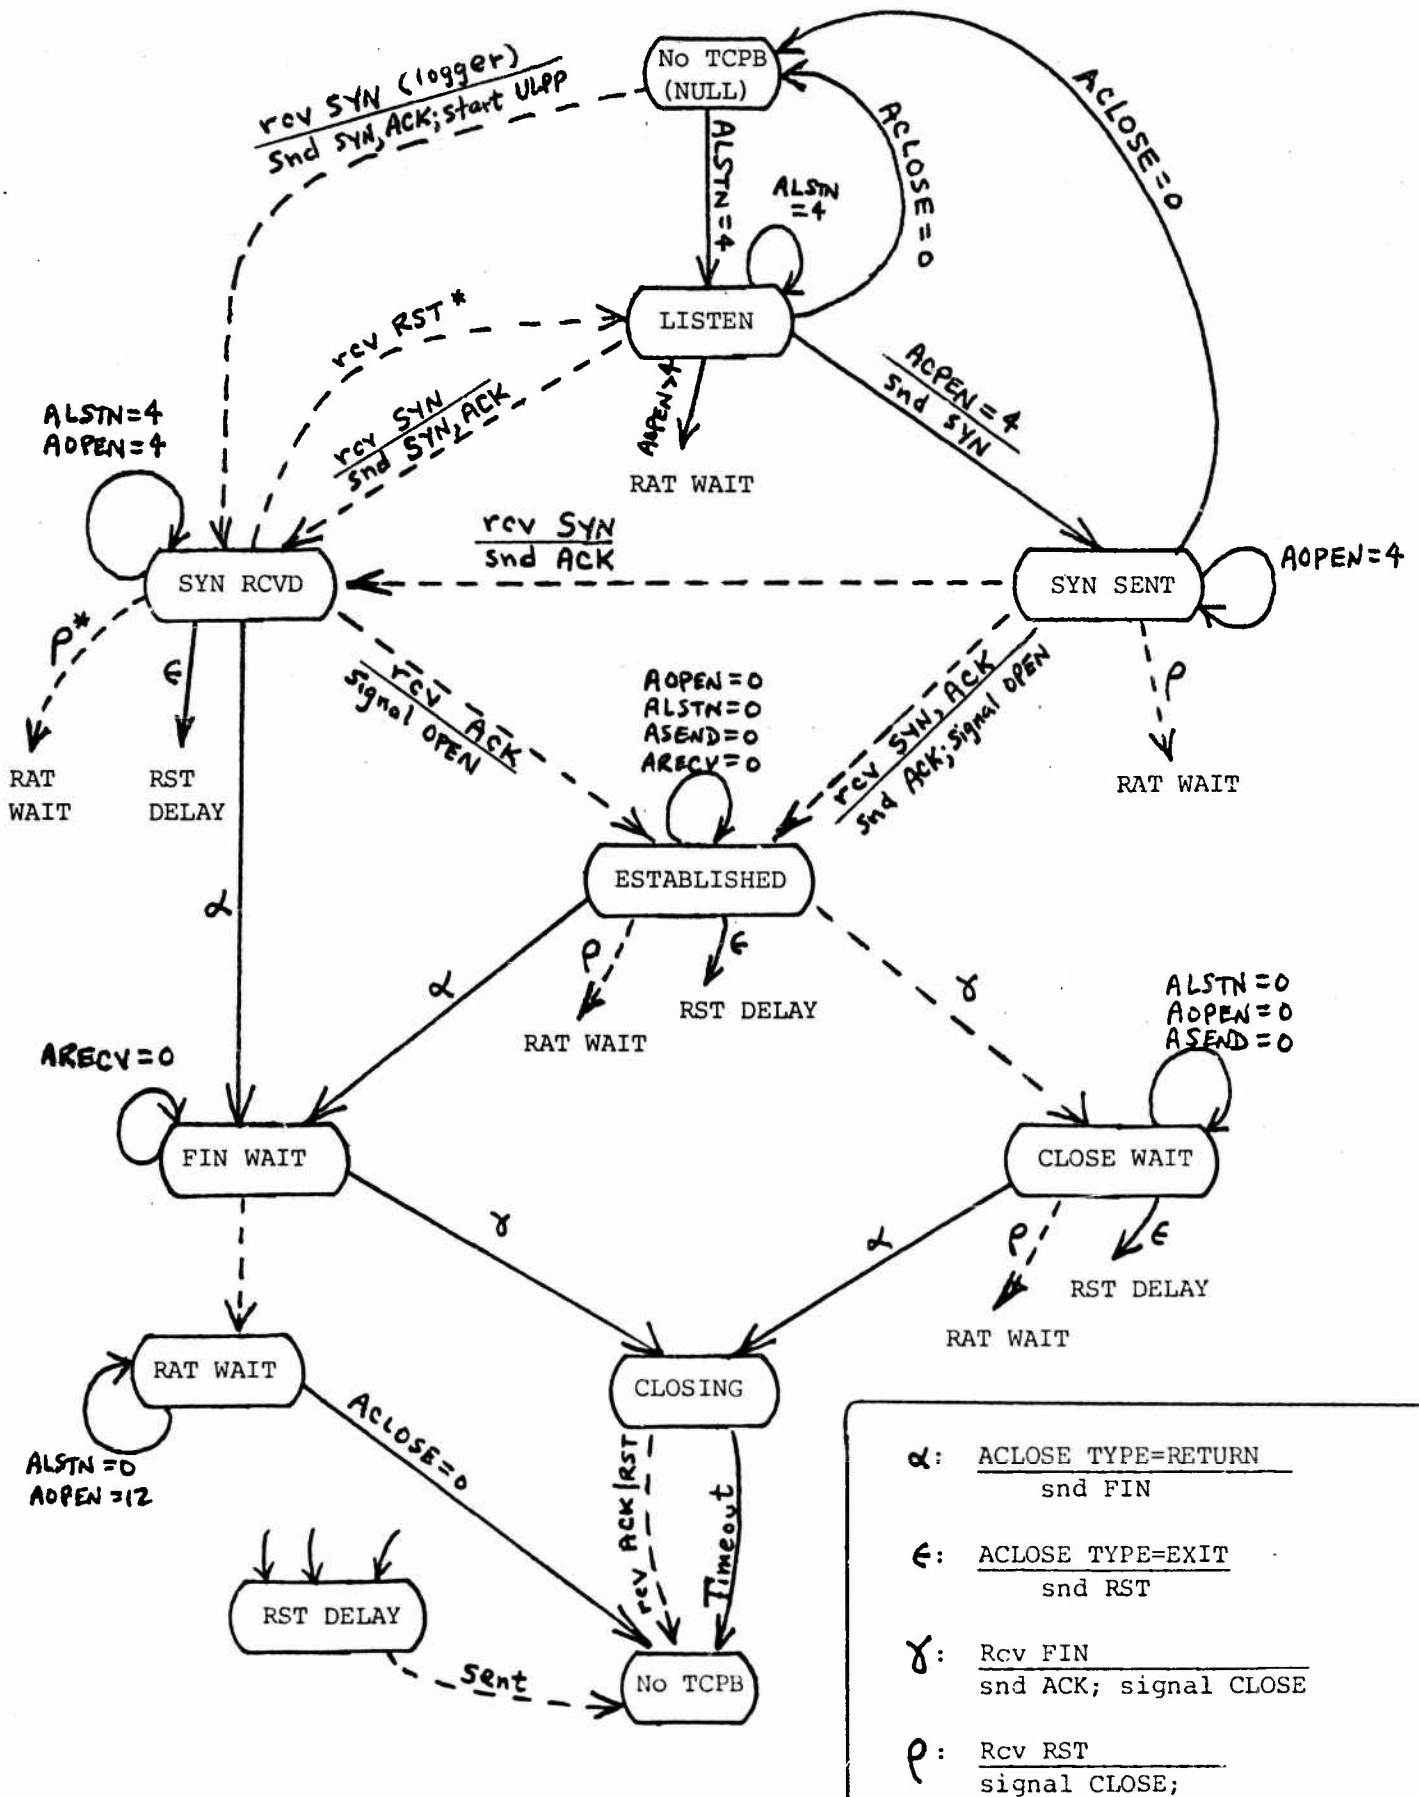 No TCPB
(NULL)
rcv SYN (logger)
Snd SYN, ACK; start ULPP
ALSTN=4
ACLOSE=0
ACLOSE=0
ALSTN
=4
LISTEN
rcv RST*
rcv SYN
snd SYN, ACK
AOPEN>4
RAT WAIT
AOPEN=4
snd SYN
ALSTN=4
AOPEN=4
SYN RCVD
rcv SYN
snd ACK
SYN SENT
AOPEN=4
ρ*
RAT
WAIT
ϵ
RST
DELAY
rcv ACK
signal OPEN
AOPEN=0
ALSTN=0
ASEND=0
ARECV=0
rcv SYN, ACK
snd ACK; signal OPEN
ρ
RAT WAIT
ESTABLISHED
α
α
ρ
RAT WAIT
ϵ
RST DELAY
γ
ALSTN=0
AOPEN=0
ASEND=0
ARECV=0
FIN WAIT
CLOSE WAIT
γ
α
ρ
RAT WAIT
ϵ
RST DELAY
RAT WAIT
ALSTN=0
AOPEN=12
ACLOSE=0
CLOSING
rcv ACK/RST
Timeout
RST DELAY
sent
No TCPB
α: ACLOSE TYPE=RETURN
snd FIN
ϵ: ACLOSE TYPE=EXIT
snd RST
γ: Rcv FIN
snd ACK; signal CLOSE
ρ: Rcv RST
signal CLOSE;